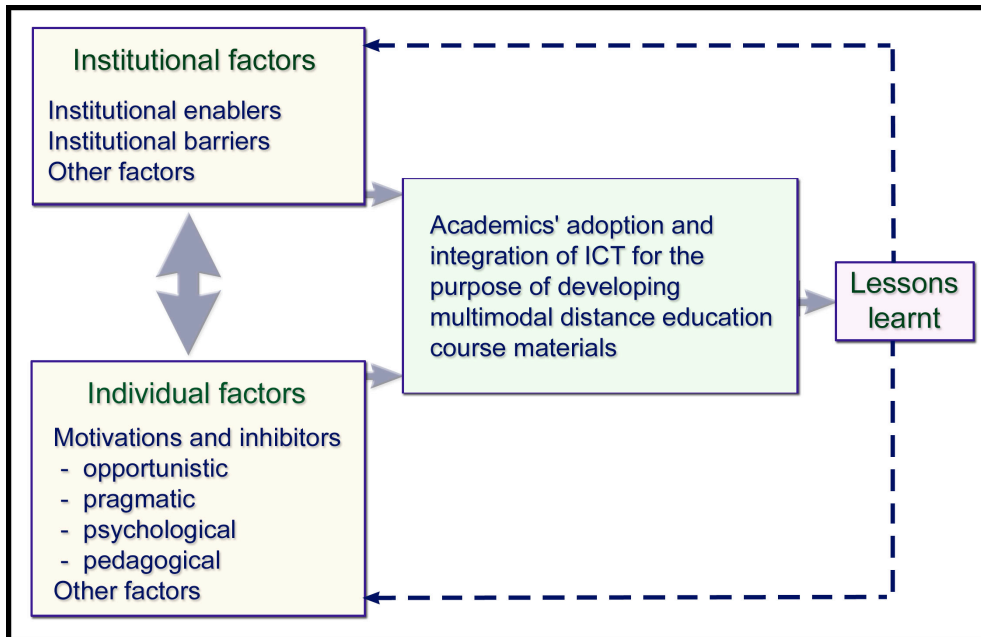 Institutional factors
Institutional enablers
Institutional barriers
Other factors
Academics' adoption and
integration of ICT for the
purpose of developing
multimodal distance education
course materials
Lessons
learnt
Individual factors
Motivations and inhibitors
- opportunistic
- pragmatic
- psychological
- pedagogical
Other factors